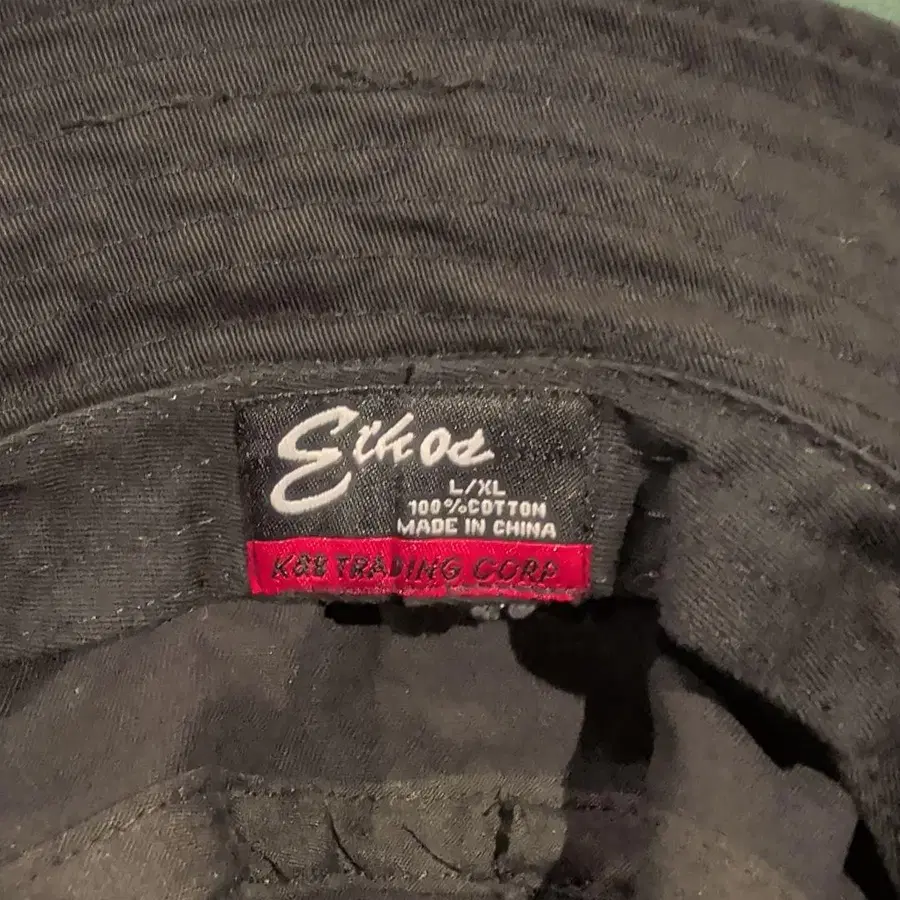 Ethos
L/XL
100%COTTON
MADE IN CHINA
K&B TRADING CORP